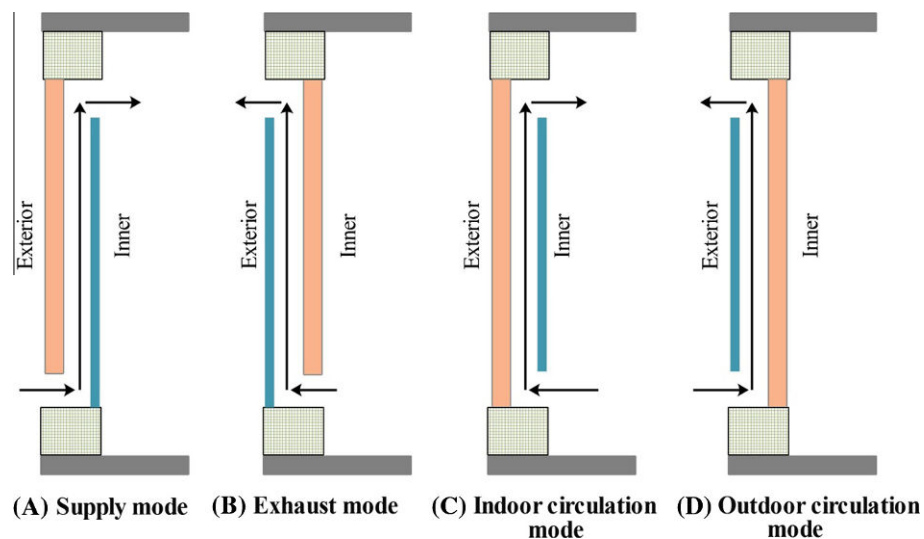 Exterior
Inner
Exterior
Inner
Exterior
Inner
Exterior
Inner
(A) Supply mode
(B) Exhaust mode
(C) Indoor circulation
mode
(D) Outdoor circulation
mode